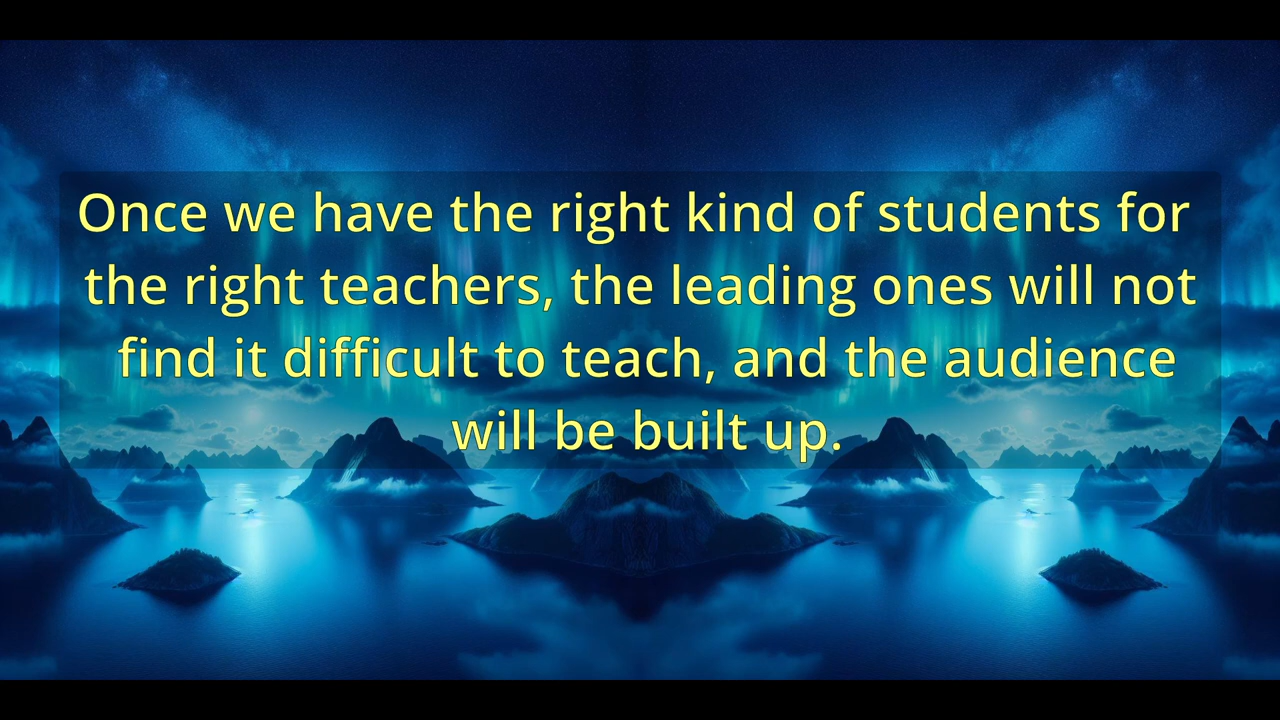 Once we have the right kind of students for
the right teachers, the leading ones will not
find it difficult to teach, and the audience
will be built up.